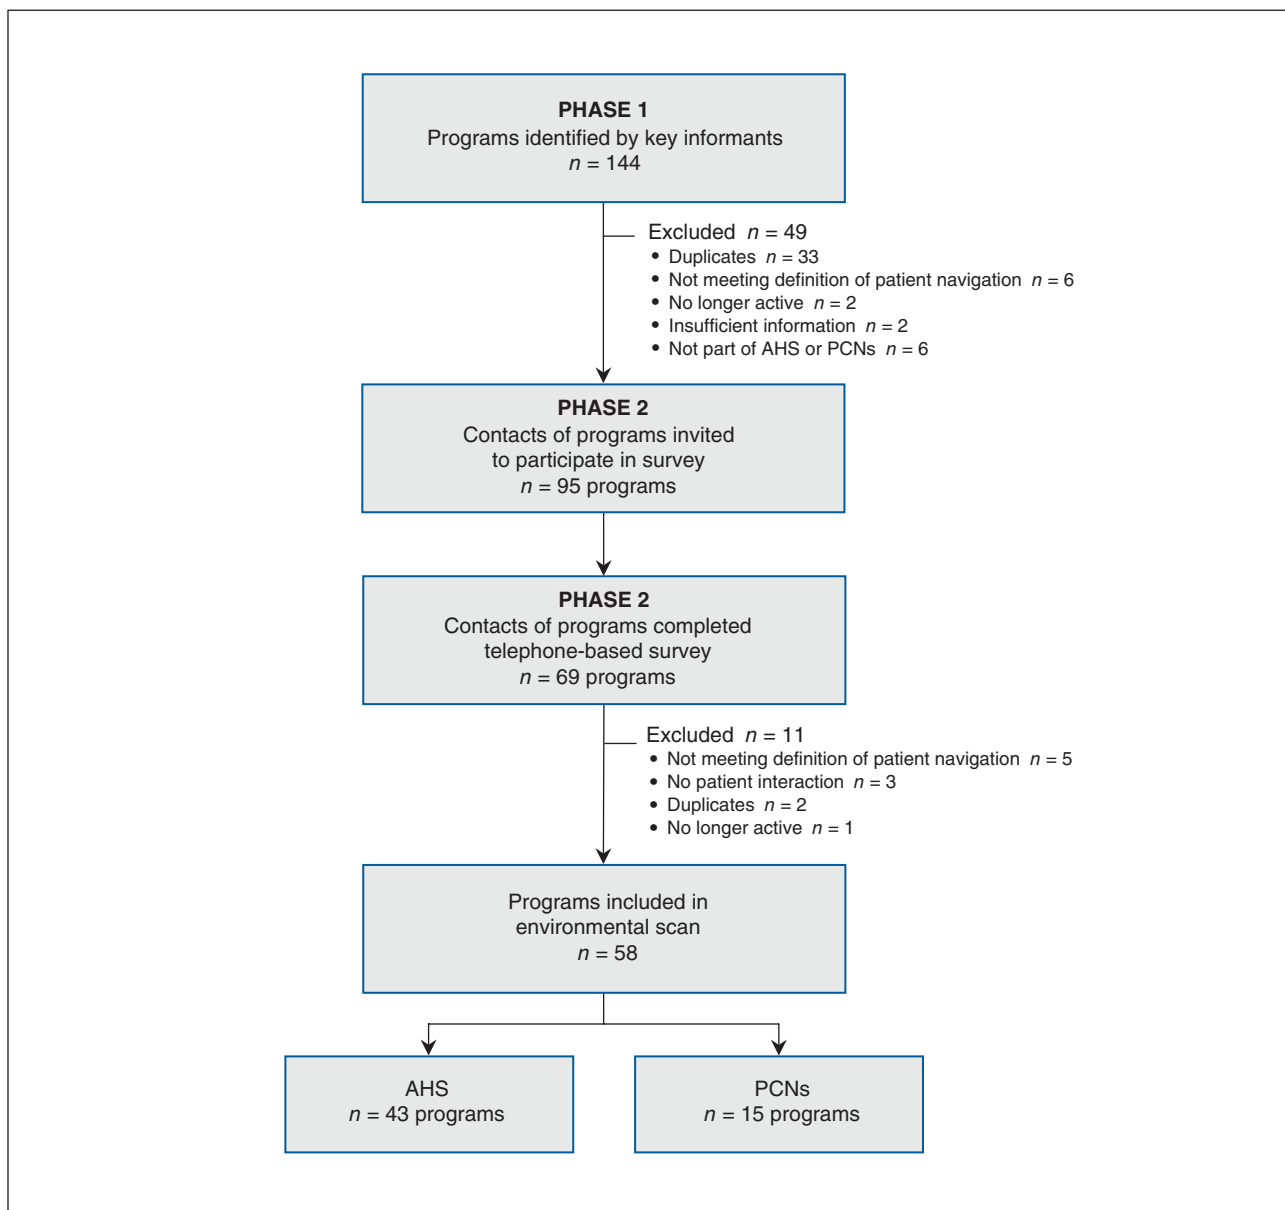 PHASE 1
Programs identified by key informants
n = 144
Excluded n = 49
• Duplicates n = 33
• Not meeting definition of patient navigation n = 6
• No longer active n = 2
• Insufficient information n = 2
• Not part of AHS or PCNs n = 6
PHASE 2
Contacts of programs invited
to participate in survey
n = 95 programs
PHASE 2
Contacts of programs completed
telephone-based survey
n = 69 programs
Excluded n = 11
• Not meeting definition of patient navigation n = 5
• No patient interaction n = 3
• Duplicates n = 2
• No longer active n = 1
Programs included in
environmental scan
n = 58
AHS
n = 43 programs
PCNs
n = 15 programs